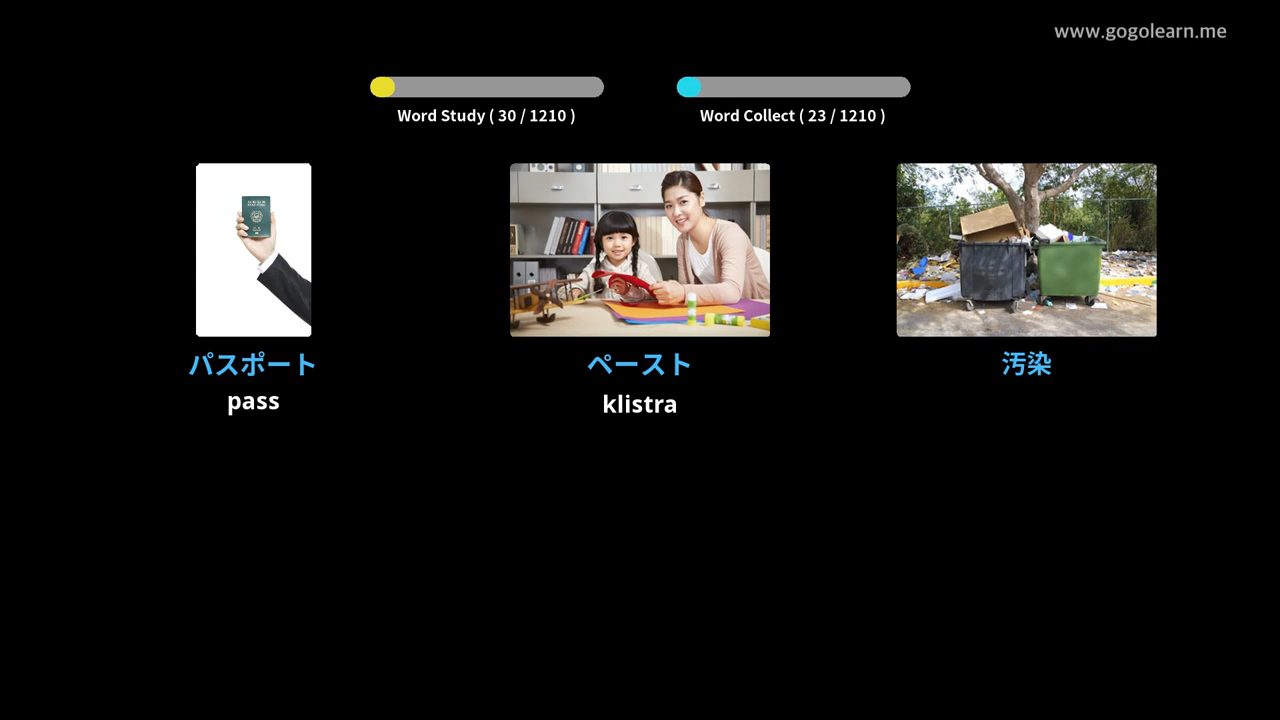 www.gogolearn.me
Word Study ( 30 / 1210 )
Word Collect ( 23 / 1210 )
パスポート
ペースト
汚染
pass
klistra